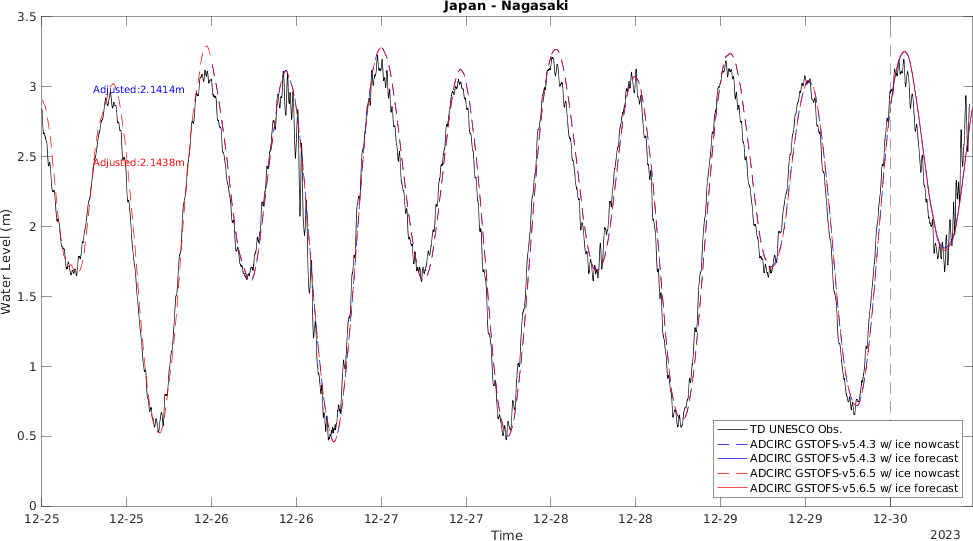 Japan - Nagasaki
3.5
3
2.5
2
1.5
1
0.5
0
Water Level (m)
Adjusted:2.1414m
Adjusted:2.1438m
TD UNESCO Obs.
ADCIRC GSTOFS-v5.4.3 w/ ice nowcast
ADCIRC GSTOFS-v5.4.3 w/ ice forecast
ADCIRC GSTOFS-v5.6.5 w/ ice nowcast
ADCIRC GSTOFS-v5.6.5 w/ ice forecast
12-25 12-25 12-26 12-26 12-27 12-27 12-28 12-28 12-29 12-29 12-30
Time
2023